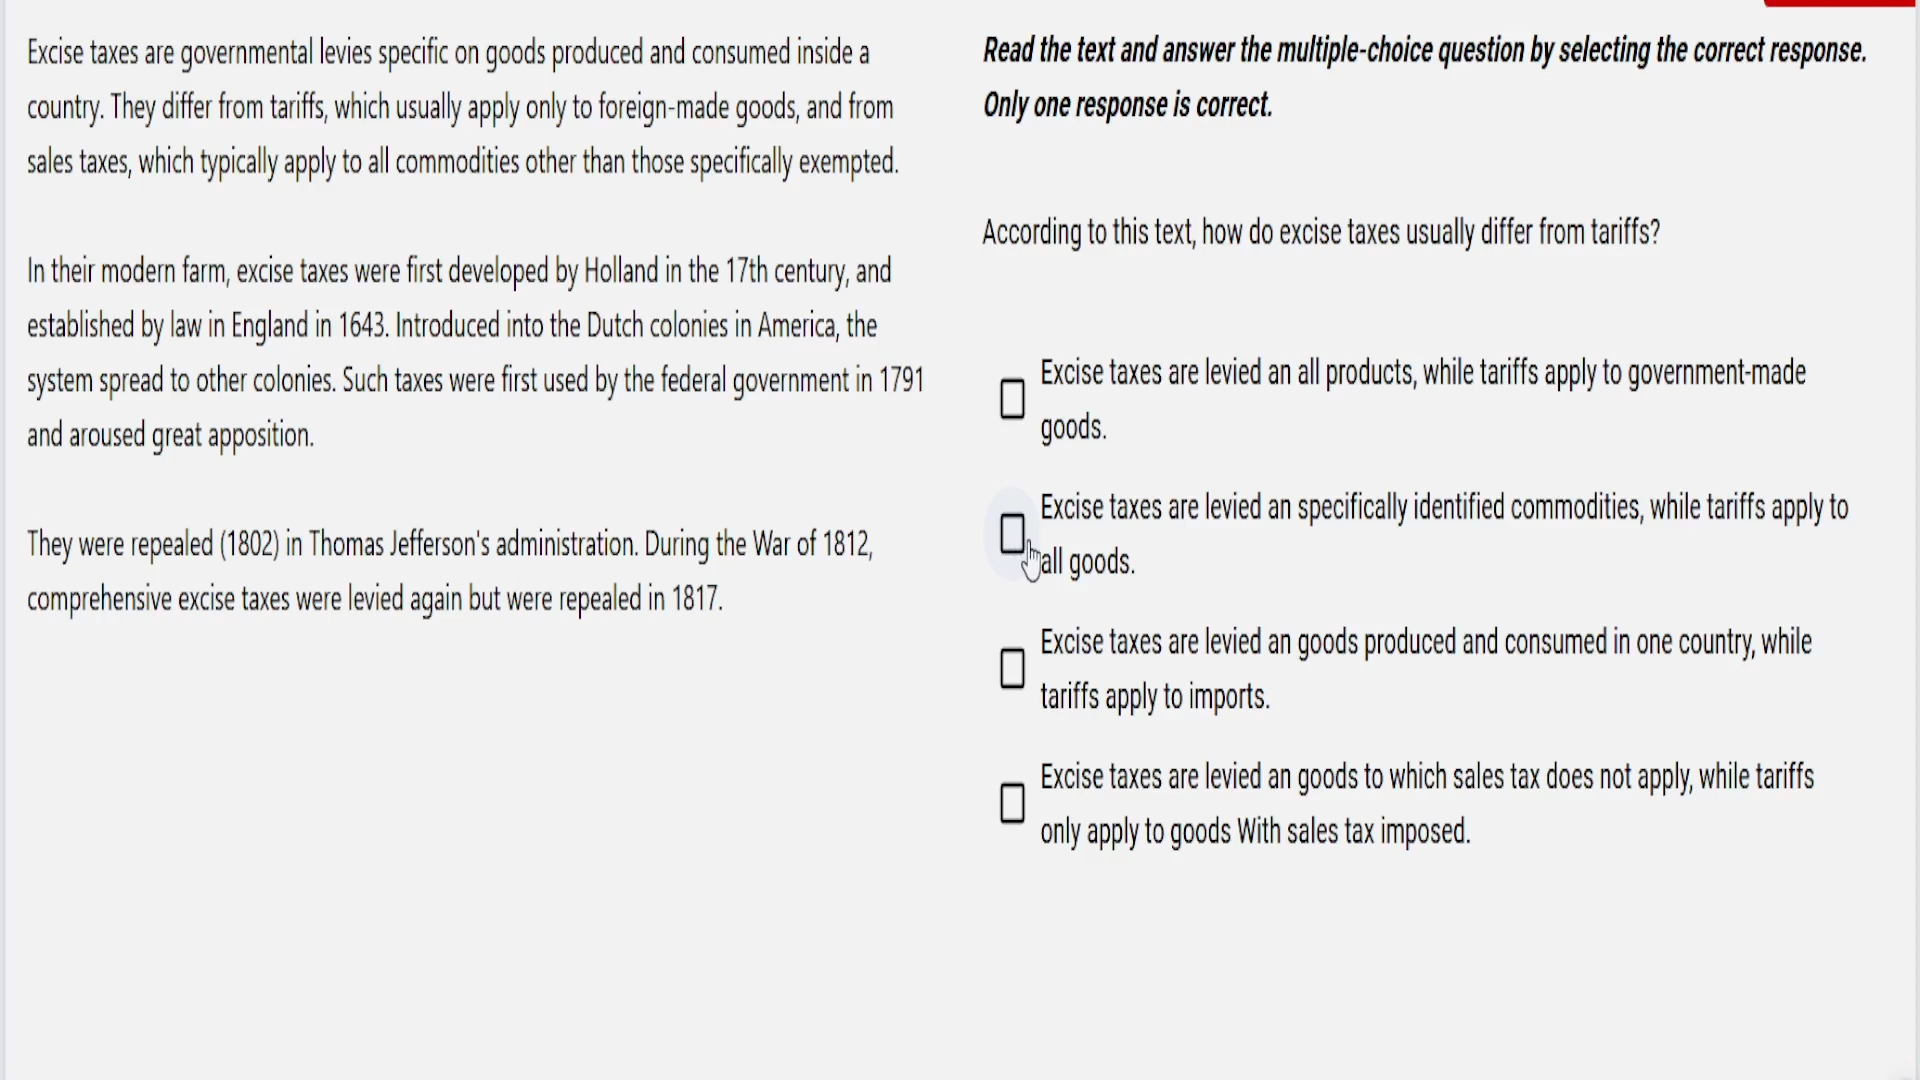 Excise taxes are governmental levies specific on goods produced and consumed inside a
country. They differ from tariffs, which usually apply only to foreign-made goods, and from
sales taxes, which typically apply to all commodities other than those specifically exempted.
In their modern farm, excise taxes were first developed by Holland in the 17th century, and
established by law in England in 1643. Introduced into the Dutch colonies in America, the
system spread to other colonies. Such taxes were first used by the federal government in 1791
and aroused great apposition.
They were repealed (1802) in Thomas Jefferson's administration. During the War of 1812,
comprehensive excise taxes were levied again but were repealed in 1817.
Read the text and answer the multiple-choice question by selecting the correct response.
Only one response is correct.
According to this text, how do excise taxes usually differ from tariffs?
Excise taxes are levied an all products, while tariffs apply to government-made
goods.
Excise taxes are levied an specifically identified commodities, while tariffs apply to
all goods.
Excise taxes are levied an goods produced and consumed in one country, while
tariffs apply to imports.
Excise taxes are levied an goods to which sales tax does not apply, while tariffs
only apply to goods With sales tax imposed.